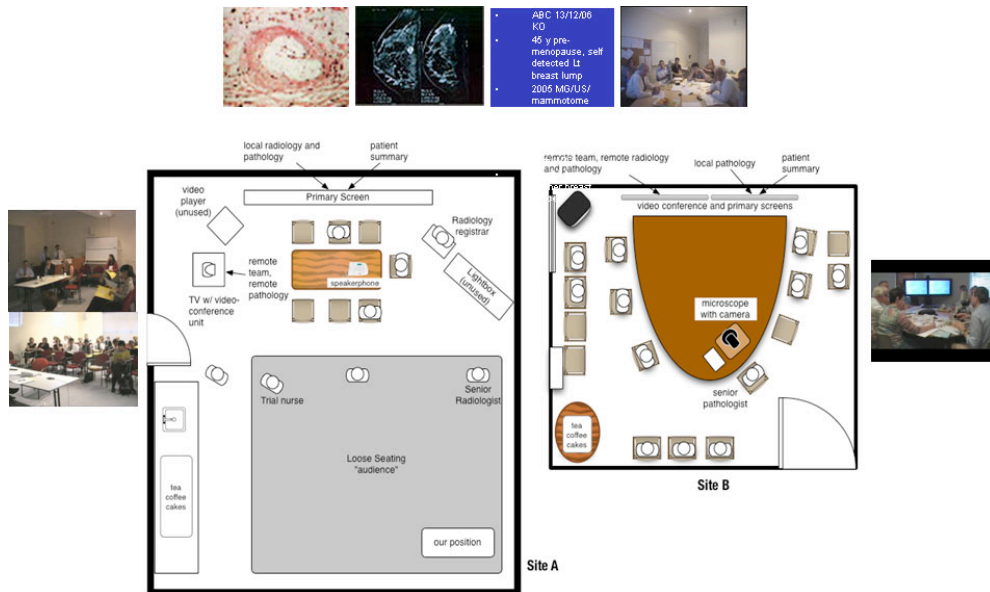 ABC 13/12/06
KO
45 y pre-
menopause, self
detected Lt
breast lump
2005 MG/US/
mammotome
local radiology and
pathology
patient
summary
video
player
(unused)
Primary Screen
Radiology
registrar
remote
team,
remote
pathology
speakerphone
Lightbox
(unused)
TV w/ video-
conference
unit
Trial nurse
Senior
Radiologist
Loose Seating
"audience"
tea
coffee
cakes
our position
Site A
remote team, remote radiology
and pathology
local pathology
patient
summary
her breast
video conference and primary screens
microscope
with camera
senior
pathologist
tea
coffee
cakes
Site B